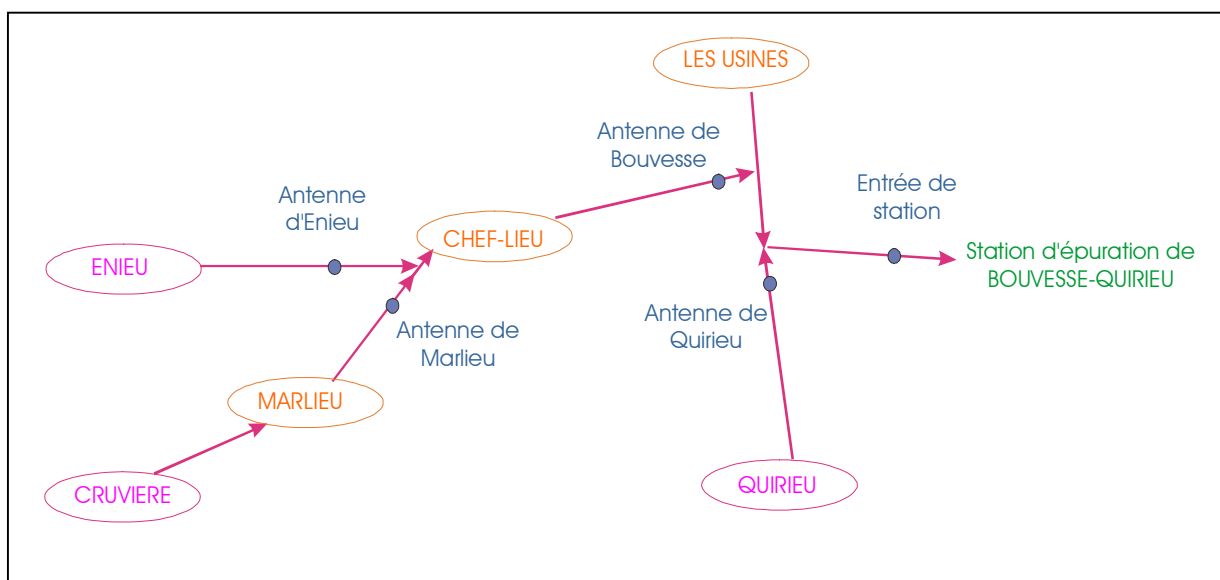 LES USINES
Antenne de
Bouvesse
Entrée de
station
Antenne
d'Enieu
CHEF-LIEU
ENIEU
Station d'épuration de
BOUVESSE-QUIRIEU
Antenne de
Quirieu
Antenne de
Marlieu
MARLIEU
CRUVIERE
QUIRIEU